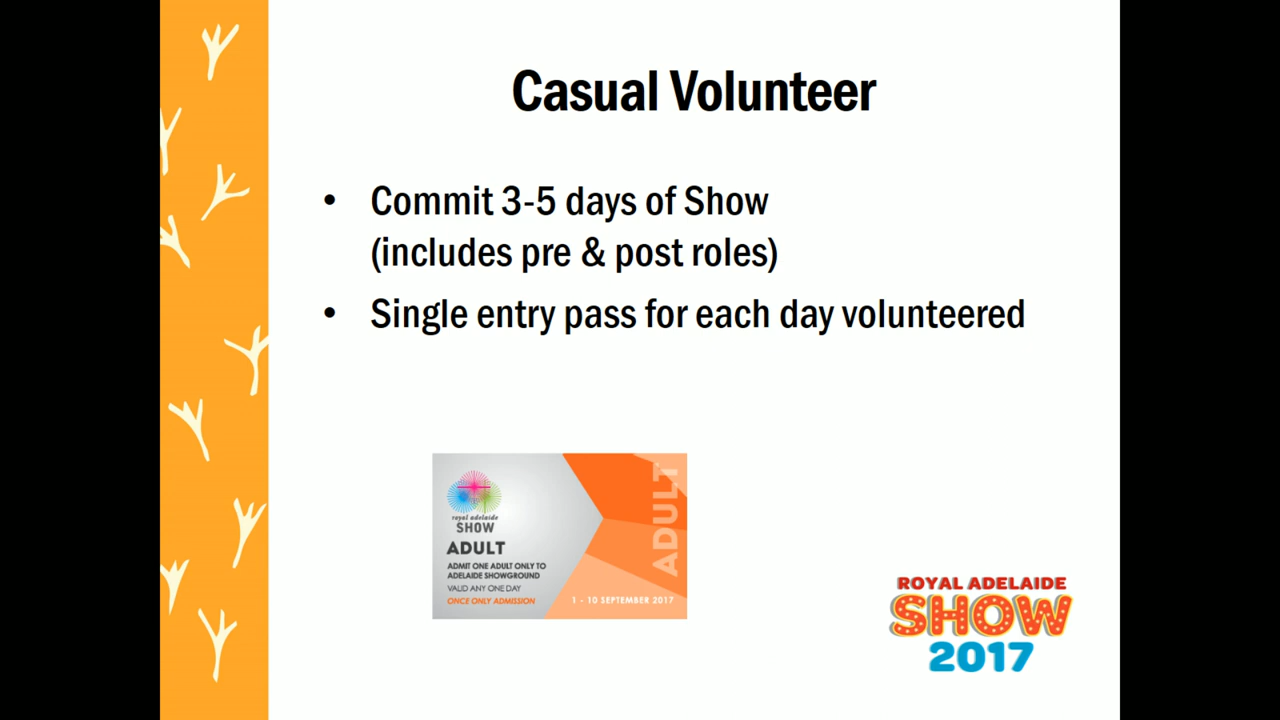 Casual Volunteer
• Commit 3-5 days of Show
(includes pre & post roles)
• Single entry pass for each day volunteered
royal adelaide
SHOW
ADULT
ADMIT ONE ADULT ONLY TO
ADELAIDE SHOWGROUND
VALID ANY ONE DAY
ONCE ONLY ADMISSION
1 - 10 SEPTEMBER 2017
ADULT
ROYAL ADELAIDE
SHOW
2017